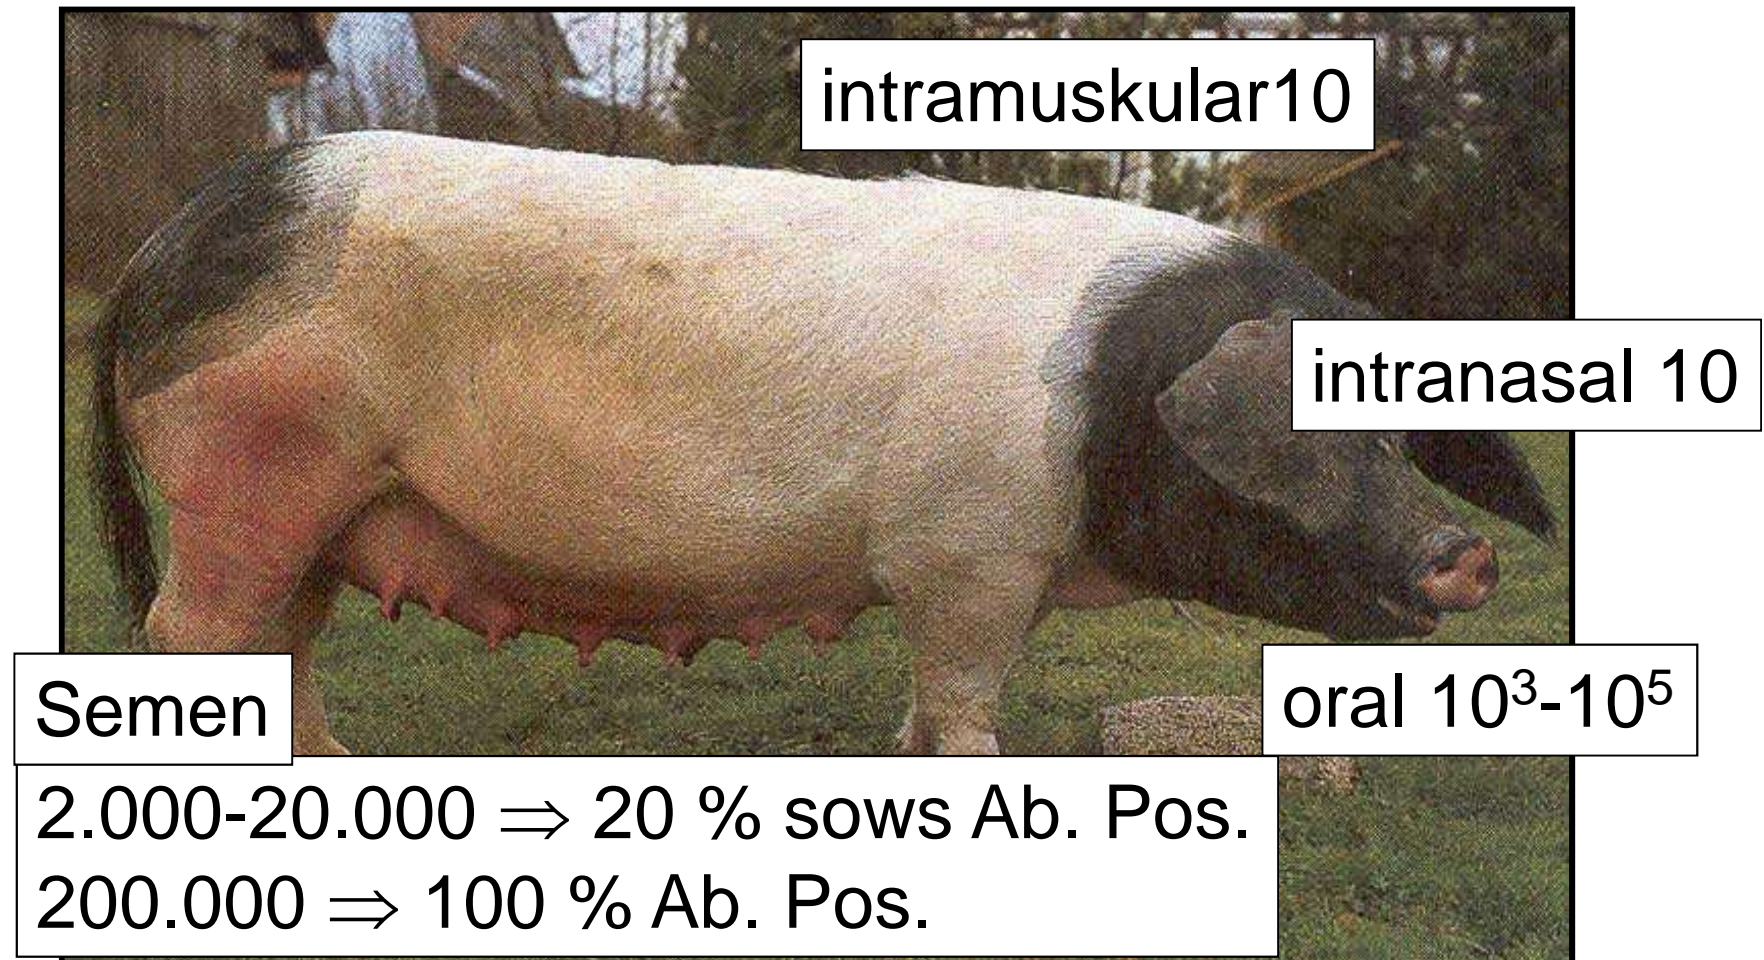 intramuskular10
intranasal 10
oral 10³-10⁵
Semen
2.000-20.000 ⇒ 20 % sows Ab. Pos.
200.000 ⇒ 100 % Ab. Pos.